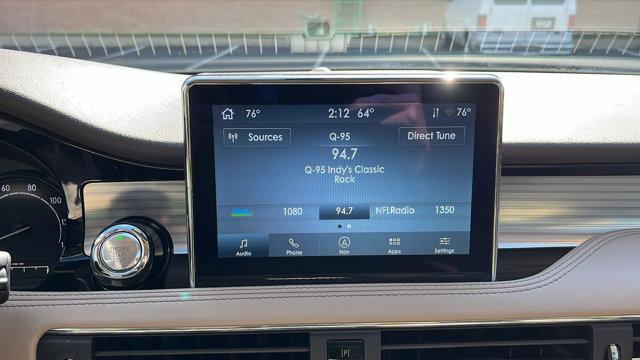 76° 2:12 64° 76°
Sources Q-95 Direct Tune
94.7
Q-95 Indy's Classic
Rock
1080 94.7 NFLRadio 1350
Audio Phone Nav Apps Settings
60 80 100
ENGINE
P